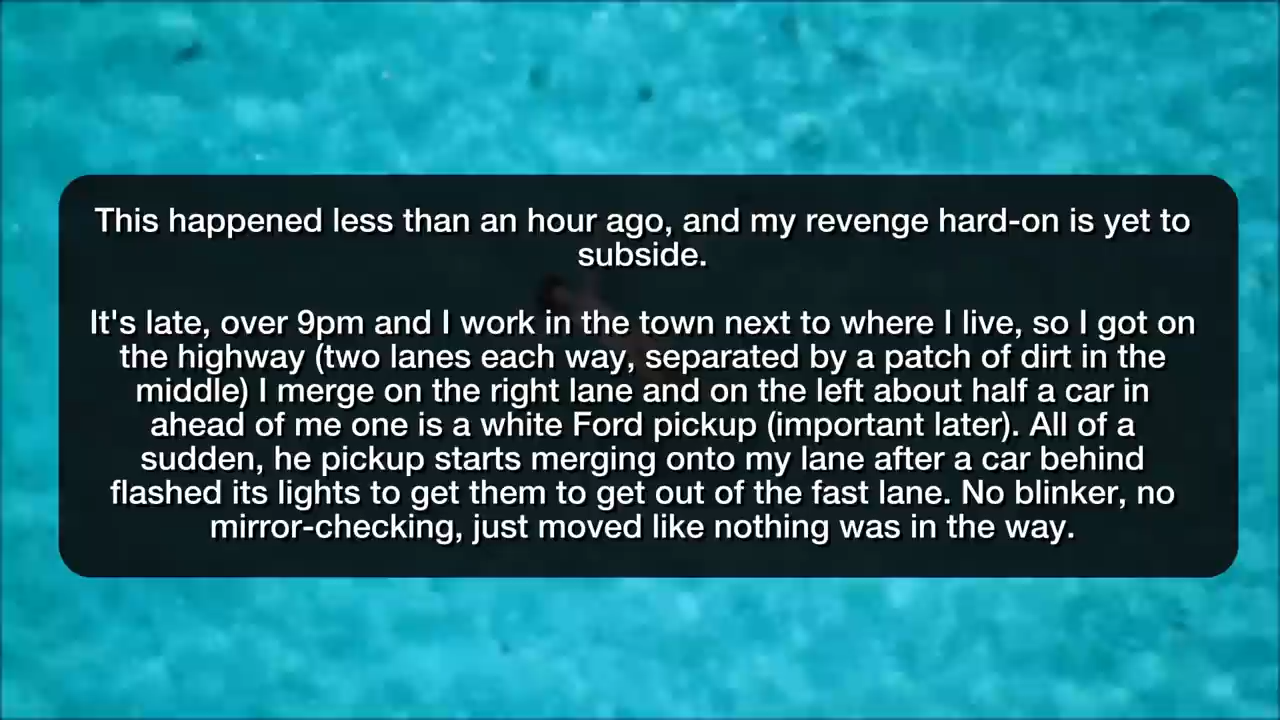 This happened less than an hour ago, and my revenge hard-on is yet to
subside.
It's late, over 9pm and I work in the town next to where I live, so I got on
the highway (two lanes each way, separated by a patch of dirt in the
middle) I merge on the right lane and on the left about half a car in
ahead of me one is a white Ford pickup (important later). All of a
sudden, he pickup starts merging onto my lane after a car behind
flashed its lights to get them to get out of the fast lane. No blinker, no
mirror-checking, just moved like nothing was in the way.